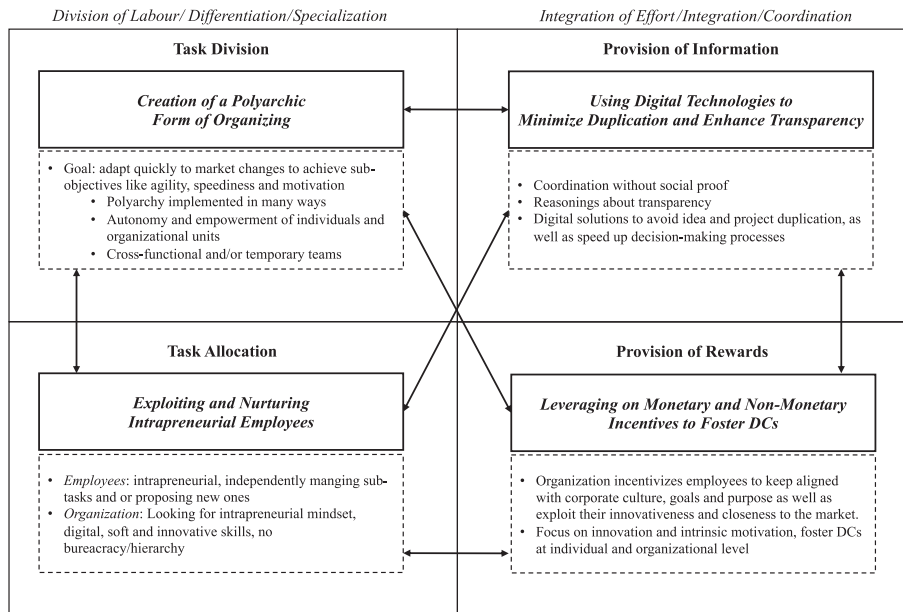 Division of Labour/ Differentiation/Specialization
Integration of Effort/Integration/Coordination
Task Division
Creation of a Polyarchic
Form of Organizing
• Goal: adapt quickly to market changes to achieve sub-
objectives like agility, speediness and motivation
• Polyarchy implemented in many ways
• Autonomy and empowerment of individuals and
organizational units
• Cross-functional and/or temporary teams
Provision of Information
Using Digital Technologies to
Minimize Duplication and Enhance Transparency
• Coordination without social proof
• Reasonings about transparency
• Digital solutions to avoid idea and project duplication, as
well as speed up decision-making processes
Task Allocation
Exploiting and Nurturing
Intrapreneurial Employees
• Employees: intrapreneurial, independently manging sub-
tasks and or proposing new ones
• Organization: Looking for intrapreneurial mindset,
digital, soft and innovative skills, no
bureacracy/hierarchy
Provision of Rewards
Leveraging on Monetary and Non-Monetary
Incentives to Foster DCs
• Organization incentivizes employees to keep aligned
with corporate culture, goals and purpose as well as
exploit their innovativeness and closeness to the market.
• Focus on innovation and intrinsic motivation, foster DCs
at individual and organizational level